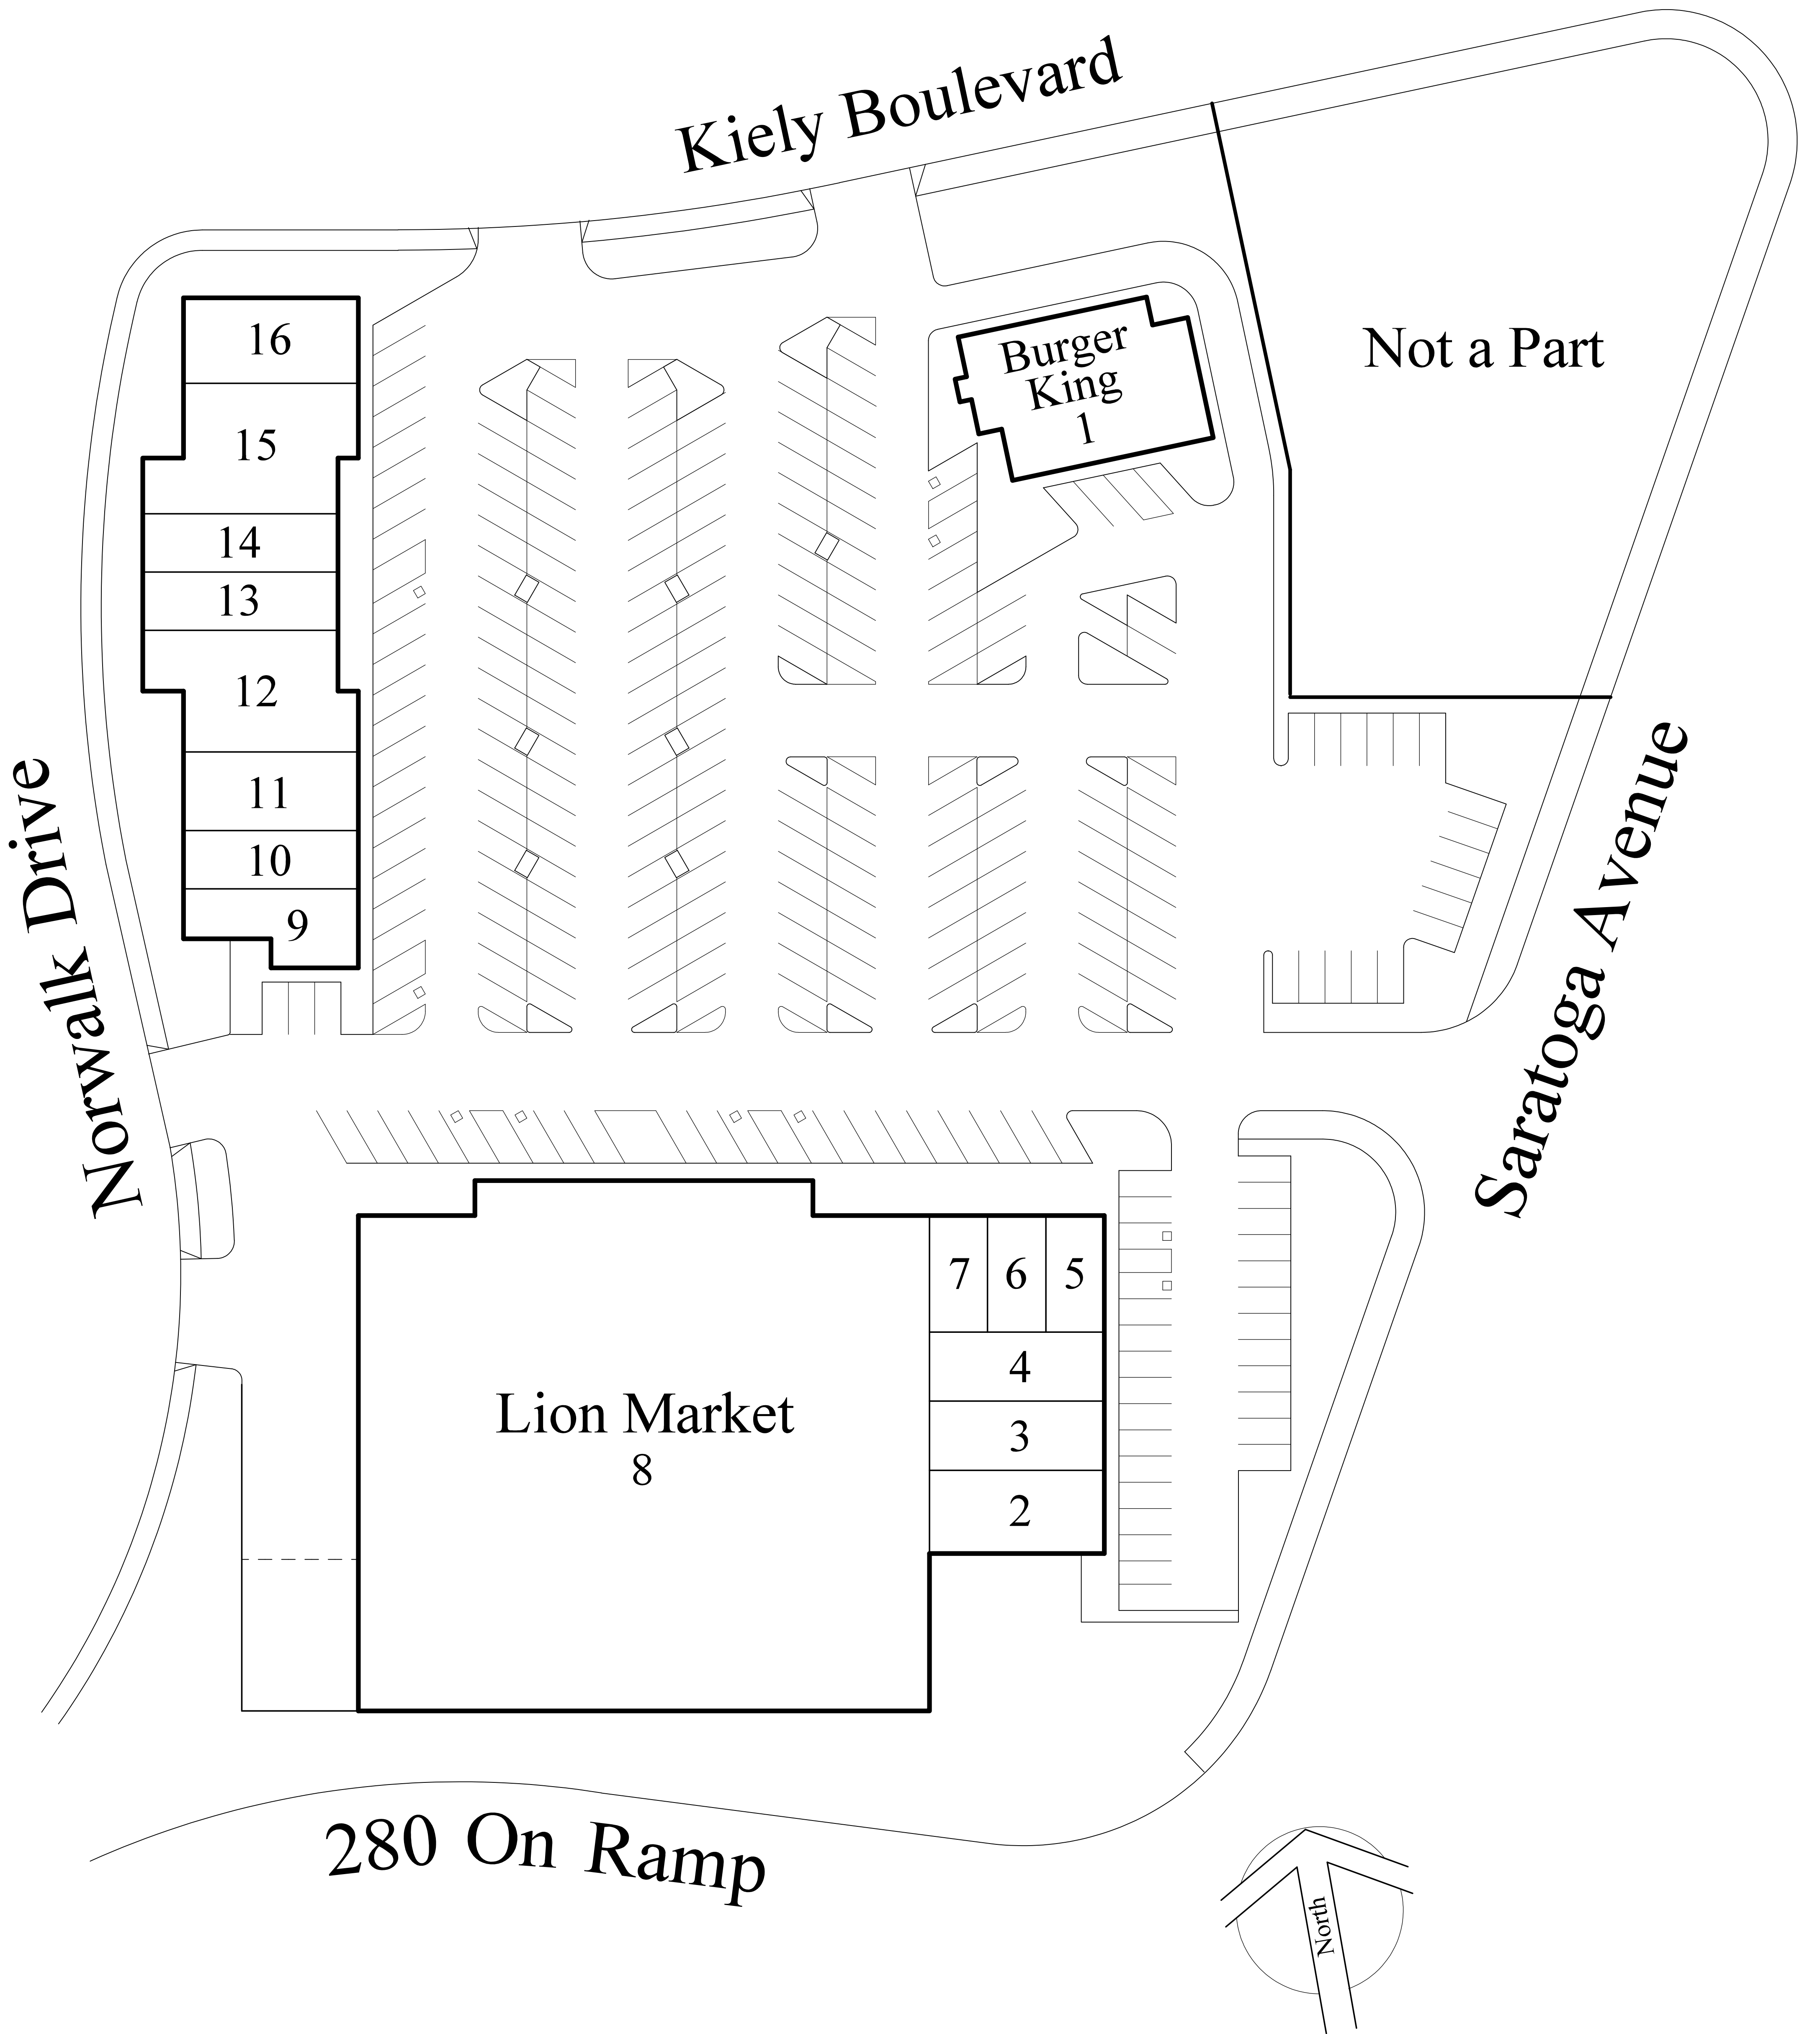 Kiely Boulevard
16
15
14
13
12
11
10
9
Burger
King
1
Not a Part
Norwalk Drive
Saratoga Avenue
7
6
5
4
3
2
Lion Market
8
280 On Ramp
North